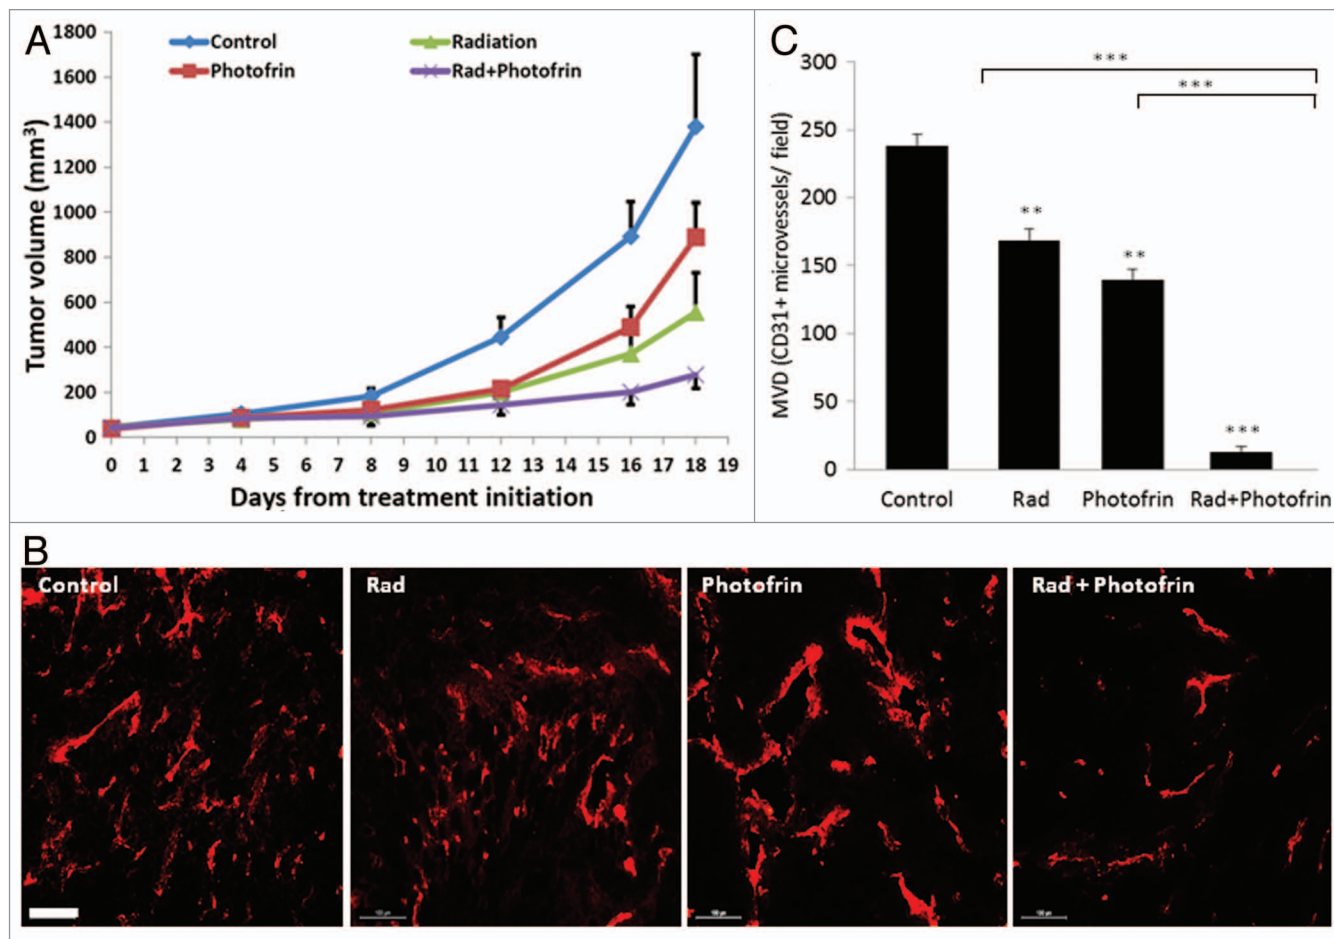 A
Control
Radiation
Photofrin
Rad+Photofrin
Tumor volume (mm³)
1800
1600
1400
1200
1000
800
600
400
200
0
0 1 2 3 4 5 6 7 8 9 10 11 12 13 14 15 16 17 18 19
Days from treatment initiation
C
MVD (CD31+ microvessels/ field)
300
250
200
150
100
50
0
***
***
**
**
***
Control Rad Photofrin Rad+Photofrin
B
Control
Rad
Photofrin
Rad + Photofrin